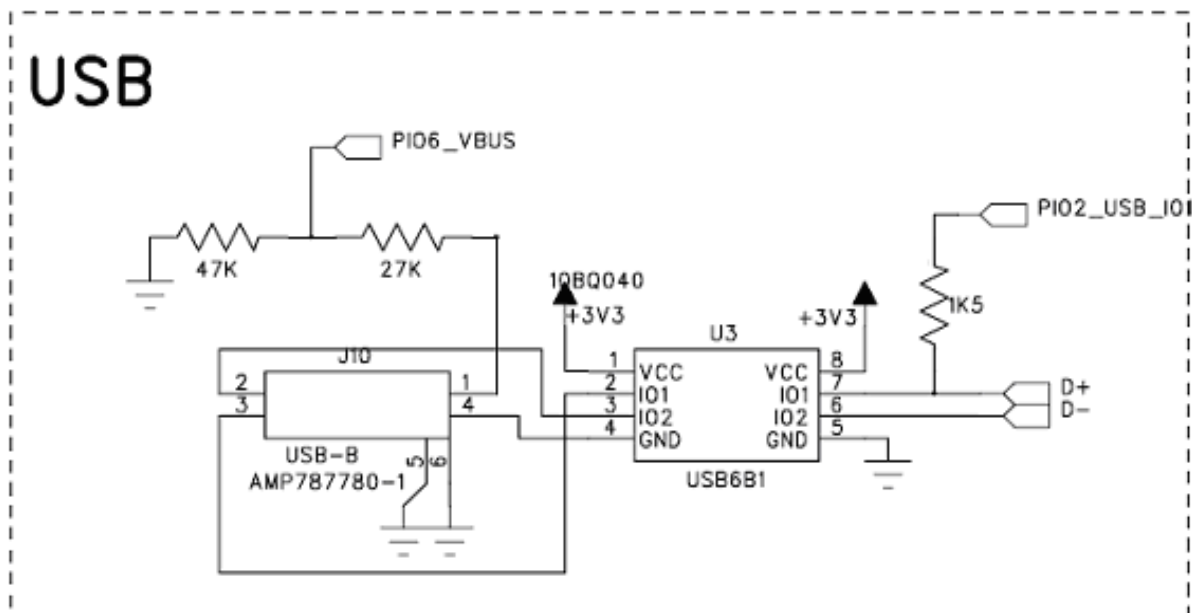 USB
PIO6_VBUS
PIO2_USB_IO1
47K
27K
10BQ040
1K5
+3V3
+3V3
U3
J10
1 VCC VCC 8
2 IO1 IO1 7
3 IO2 IO2 6
4 GND GND 5
2
3
1
4
D+
D-
USB-B
5
6
AMP787780-1
USB6B1